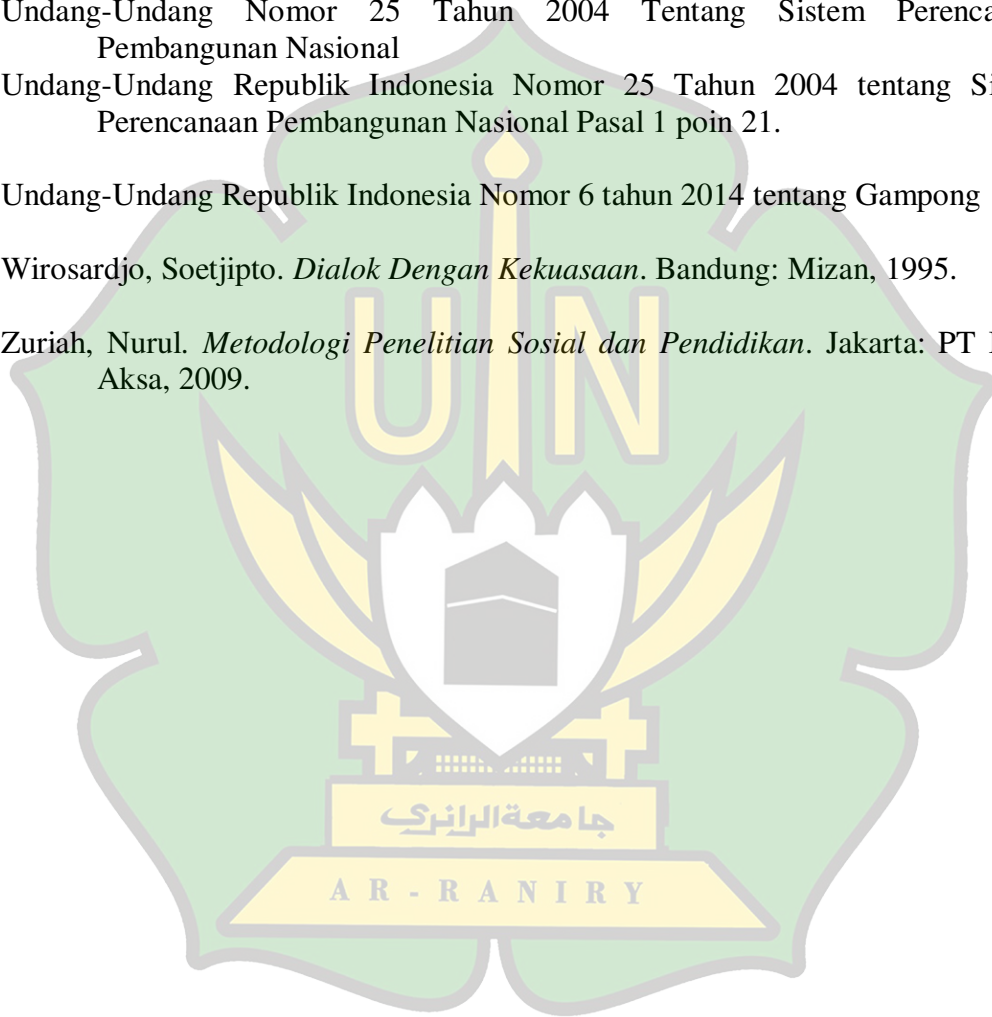 Undang-Undang Nomor 25 Tahun 2004 Tentang Sistem
Pembangunan Nasional
Undang-Undang Republik Indonesia Nomor 25 Tahun 2004 tentang
Perencanaan Pembangunan Nasional Pasal 1 poin 21.
Undang-Undang Republik Indonesia Nomor 6 tahun 2014 tentang Gampong
Wirosardjo, Soetjipto. Dialok Dengan Kekuasaan. Bandung: Mizan, 1995.
Zuriah, Nurul. Metodologi Penelitian Sosial dan Pendidikan. Jakarta: PT
Aksa, 2009.
UIN
جامعة الرانري
AR-RANIRY